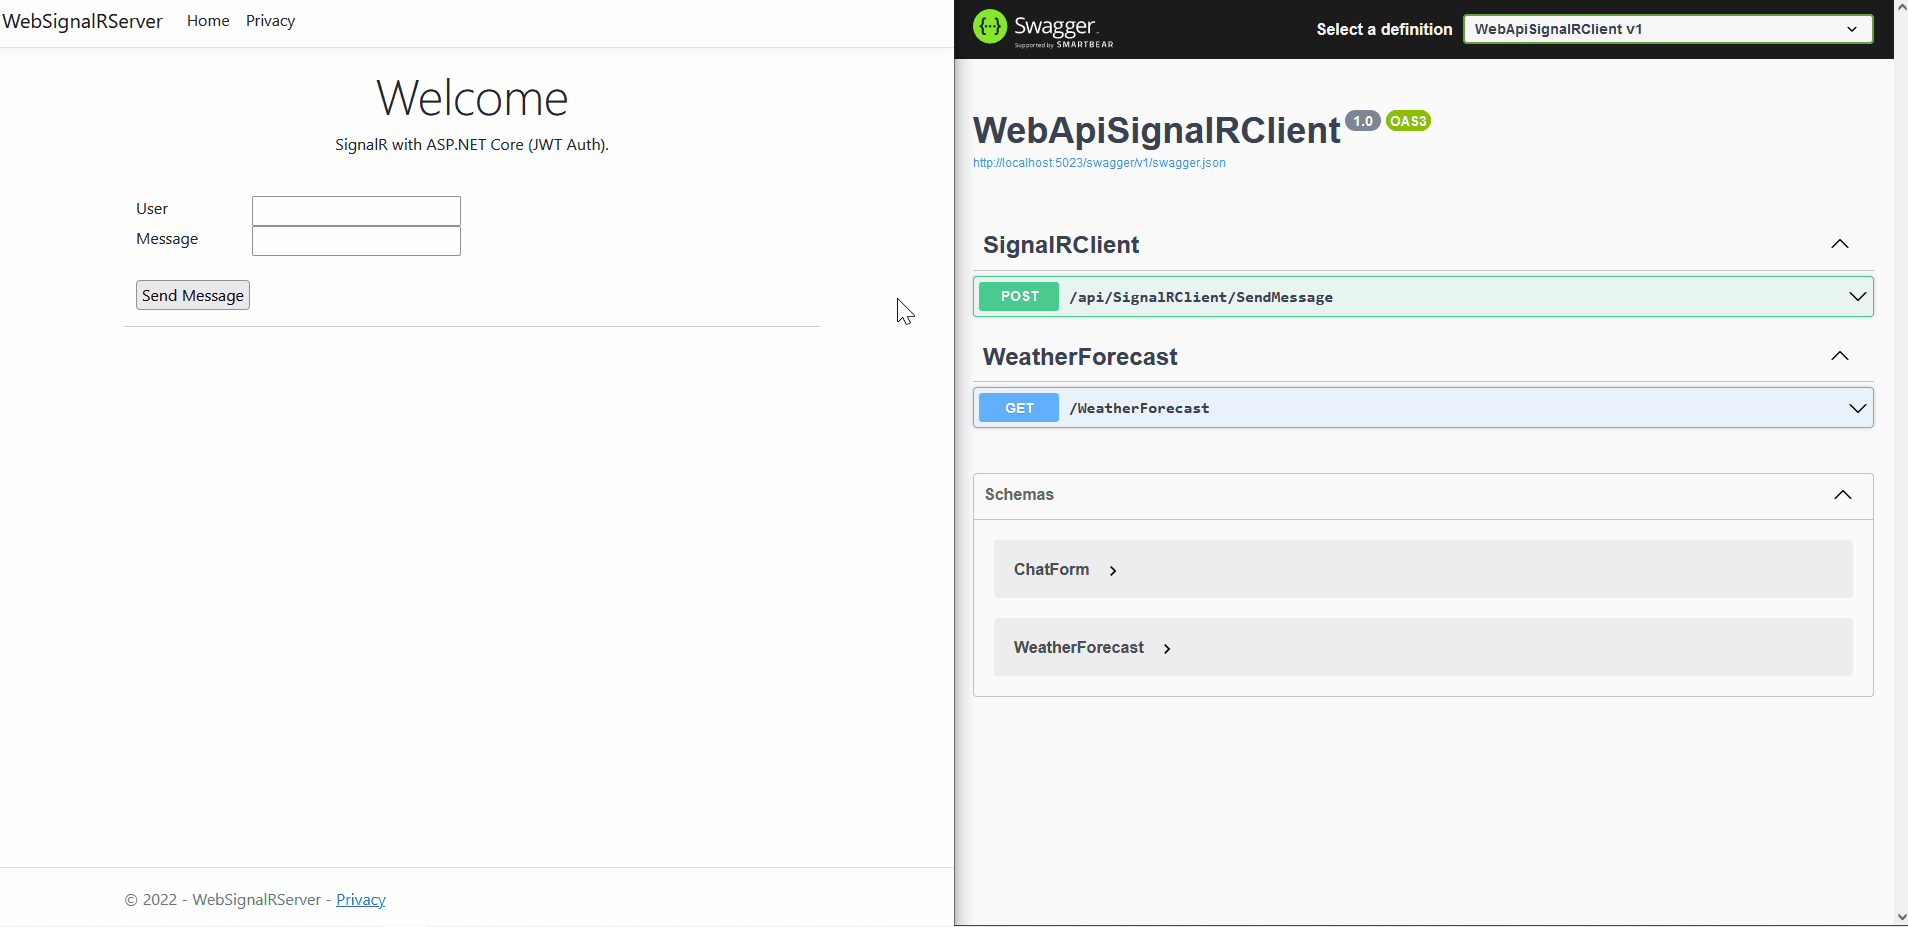 WebSignalRServer Home Privacy
Welcome
SignalR with ASP.NET Core (JWT Auth).
User
Message
Send Message
© 2022 - WebSignalRServer - Privacy
{···} Swagger
Supported by SMARTBEAR
Select a definition WebApiSignalRClient v1
WebApiSignalRClient 1.0 OAS3
http://localhost:5023/swagger/v1/swagger.json
SignalRClient
POST /api/SignalRClient/SendMessage
WeatherForecast
GET /WeatherForecast
Schemas
ChatForm
WeatherForecast